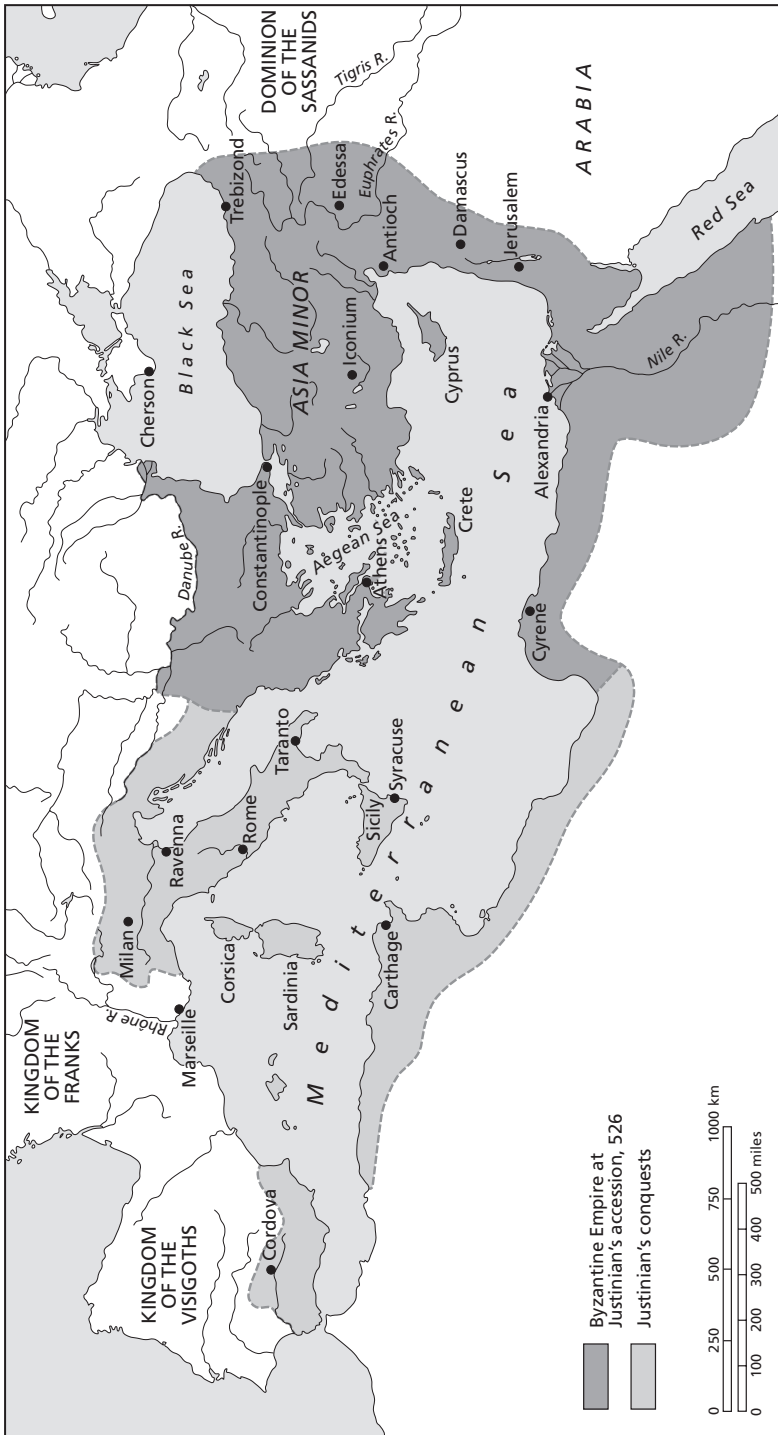 KINGDOM
OF THE
FRANKS
KINGDOM
OF THE
VISIGOTHS
DOMINION
OF THE
SASSANIDS
Rhône R.
Marseille
Milan
Ravenna
Rome
Corsica
Sardinia
Taranto
Sicily
Syracuse
Carthage
Cordova
Danube R.
Cherson
Black Sea
Trebizond
Constantinople
ASIA MINOR
Iconium
Edessa
Tigris R.
Euphrates R.
Antioch
Aegean Sea
Athens
Crete
Cyprus
Damascus
Jerusalem
ARABIA
Mediterranean Sea
Cyrene
Alexandria
Nile R.
Red Sea
Byzantine Empire at
Justinian's accession, 526
Justinian's conquests
0 250 500 750 1000 km
0 100 200 300 400 500 miles